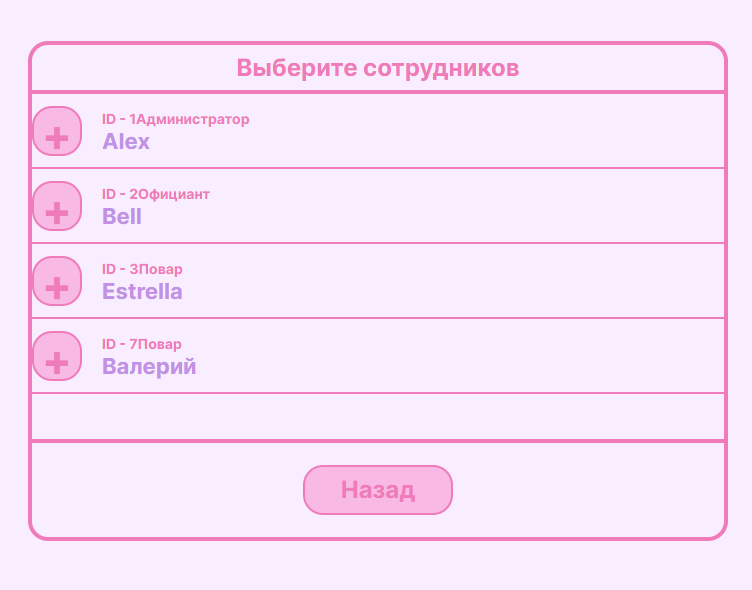 Выберите сотрудников
ID - 1Администратор
+
Alex
ID - 2Официант
+
Bell
ID - 3Повар
+
Estrella
ID - 7Повар
+
Валерий
Назад